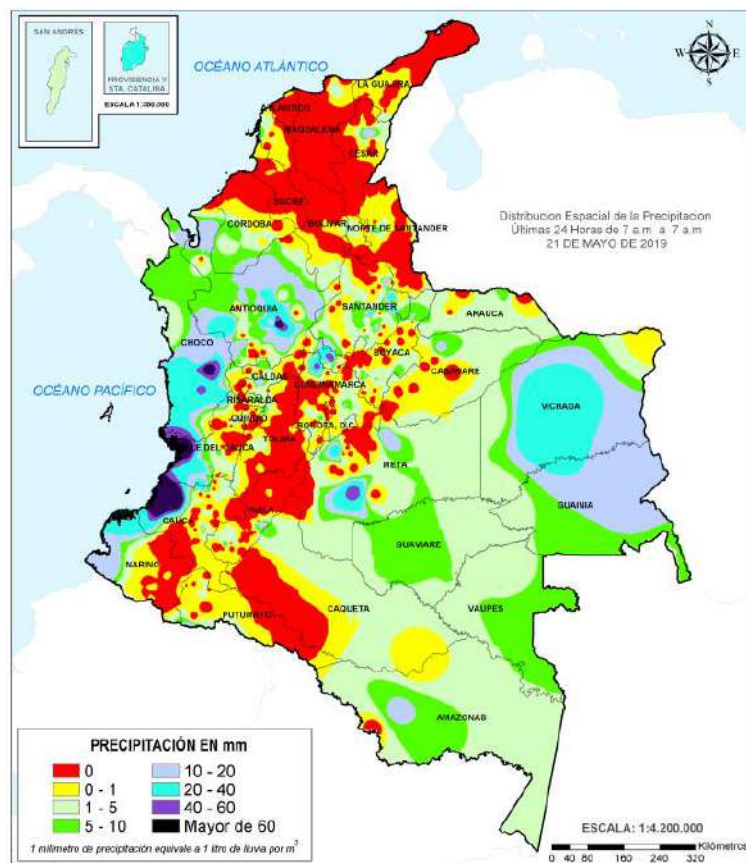 SAN ANDRÉS
PROVIDENCIA Y
STA. CATALINA
ESCALA 1:380.000
OCÉANO ATLÁNTICO
N
W E
S
LA GUAJIRA
ATLANTICO
MAGDALENA
CESAR
SUCRE
CORDOBA
BOLIVAR
NORTE DE SANTANDER
Distribucion Espacial de la Precipitacion
Últimas 24 Horas de 7 a.m a 7 a.m
21 DE MAYO DE 2019
ANTIOQUIA
SANTANDER
ARAUCA
CHOCO
BOYACA
CASANARE
OCÉANO PACÍFICO
CALDAS
CUNDINAMARCA
RISARALDA
VICHADA
QUINDIO
BOGOTA, D.C.
VALLE DEL CAUCA
TOLIMA
META
GUAINIA
HUILA
CAUCA
GUAVIARE
NARIÑO
PUTUMAYO
CAQUETA
VAUPES
AMAZONAS
PRECIPITACIÓN EN mm
0 10 - 20
0 - 1 20 - 40
1 - 5 40 - 60
5 - 10 Mayor de 60
1 milímetro de precipitación equivale a 1 litro de lluvia por m
ESCALA: 1:4.200.000
Kilómetros
0 40 80 160 240 320